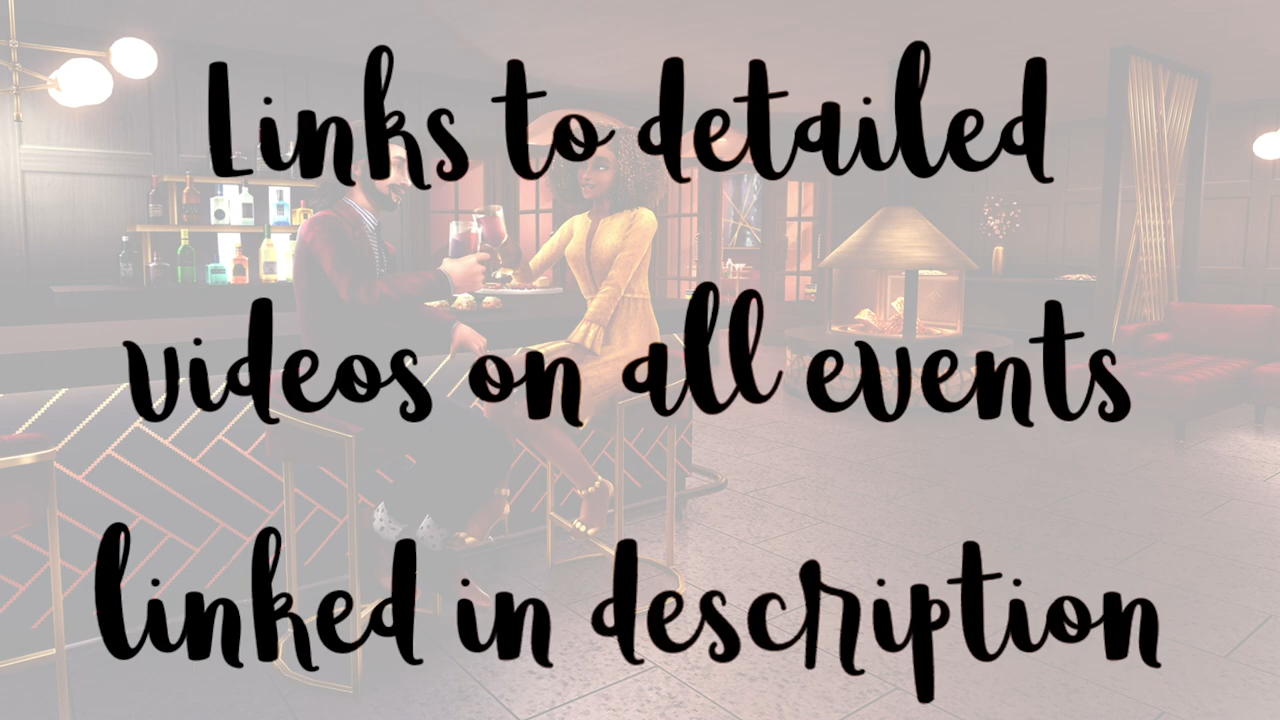 Links to detailed
videos on all events
linked in description